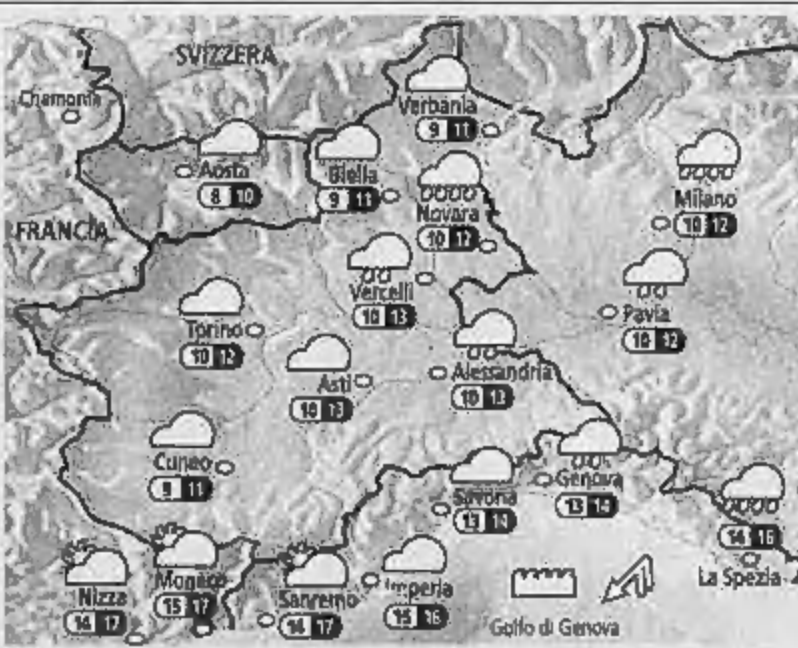 SVIZZERA
Chamonix
Verbania
9 11
Aosta
8 10
Biella
9 11
Novara
10 12
Milano
10 12
FRANCIA
Vercelli
10 13
Torino
10 12
Pavia
10 12
Asti
10 13
Alessandria
10 13
Cuneo
9 11
Savona
13 14
Genova
13 14
14 16
La Spezia
Nizza
14 17
Monaco
15 17
Sanremo
14 17
Imperia
15 16
Golfo di Genova